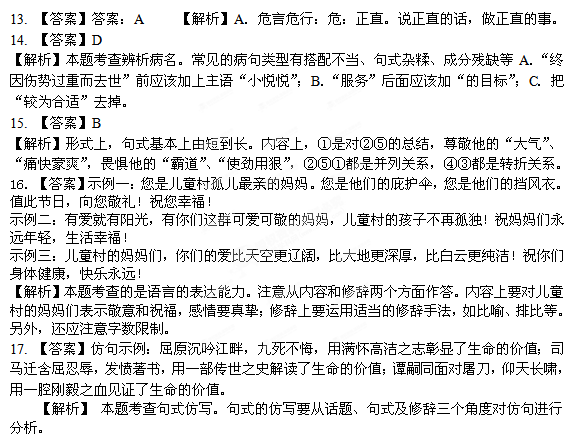 13. 【答案】答案：A 【解析】A．危言危行：危：正直。说正直的话，做正直的事。
14. 【答案】D
【解析】本题考查辨析病名。常见的病句类型有搭配不当、句式杂糅、成分残缺等 A.“终
因伤势过重而去世”前应该加上主语“小悦悦”；B.“服务”后面应该加“的目标”；C. 把
“较为合适”去掉。
15. 【答案】B
【解析】形式上，句式基本上由短到长。内容上，①是对②⑤的总结，尊敬他的“大气”、
“痛快豪爽”，畏惧他的“霸道”、“使劲用狠”，②⑤①都是并列关系，④③都是转折关系。
16. 【答案】示例一：您是儿童村孤儿最亲的妈妈。您是他们的庇护伞，您是他们的挡风衣。
值此节日，向您敬礼！祝您幸福！
示例二：有爱就有阳光，有你们这群可爱可敬的妈妈，儿童村的孩子不再孤独！祝妈妈们永
远年轻，生活幸福！
示例三：儿童村的妈妈们，你们的爱比天空更辽阔，比大地更深厚，比白云更纯洁！祝你们
身体健康，快乐永远！
【解析】本题考查的是语言的表达能力。注意从内容和修辞两个方面作答。内容上要对儿童
村的妈妈们表示敬意和祝福，感情要真挚；修辞上要运用适当的修辞手法，如比喻、排比等。
另外，还应注意字数限制。
17. 【答案】仿句示例：屈原沉吟江畔，九死不悔，用满怀高洁之志彰显了生命的价值；司
马迁含屈忍辱，发愤著书，用一部传世之史解读了生命的价值；谭嗣同面对屠刀，仰天长啸，
用一腔刚毅之血见证了生命的价值。
【解析】 本题考查句式仿写。句式的仿写要从话题、句式及修辞三个角度对仿句进行
分析。